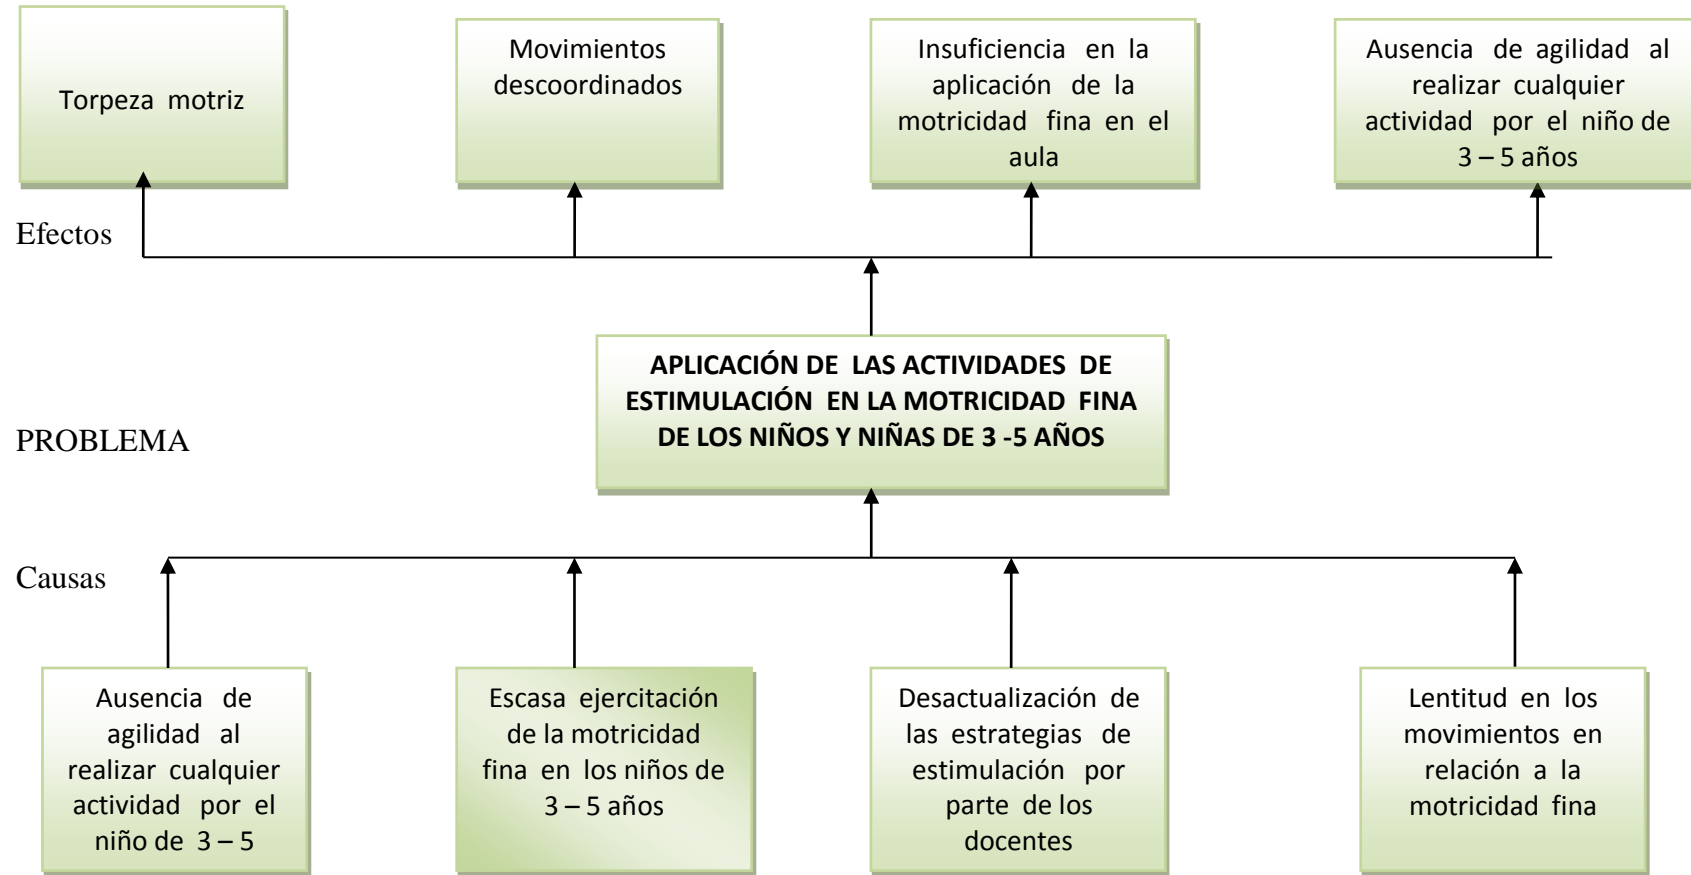 Torpeza motriz
Movimientos
descoordinados
Insuficiencia en la
aplicación de la
motricidad fina en el
aula
Ausencia de agilidad al
realizar cualquier
actividad por el niño de
3 – 5 años
Efectos
APLICACIÓN DE LAS ACTIVIDADES DE
ESTIMULACIÓN EN LA MOTRICIDAD FINA
DE LOS NIÑOS Y NIÑAS DE 3 -5 AÑOS
PROBLEMA
Causas
Ausencia de
agilidad al
realizar cualquier
actividad por el
niño de 3 – 5
Escasa ejercitación
de la motricidad
fina en los niños de
3 – 5 años
Desactualización de
las estrategias de
estimulación por
parte de los
docentes
Lentitud en los
movimientos en
relación a la
motricidad fina